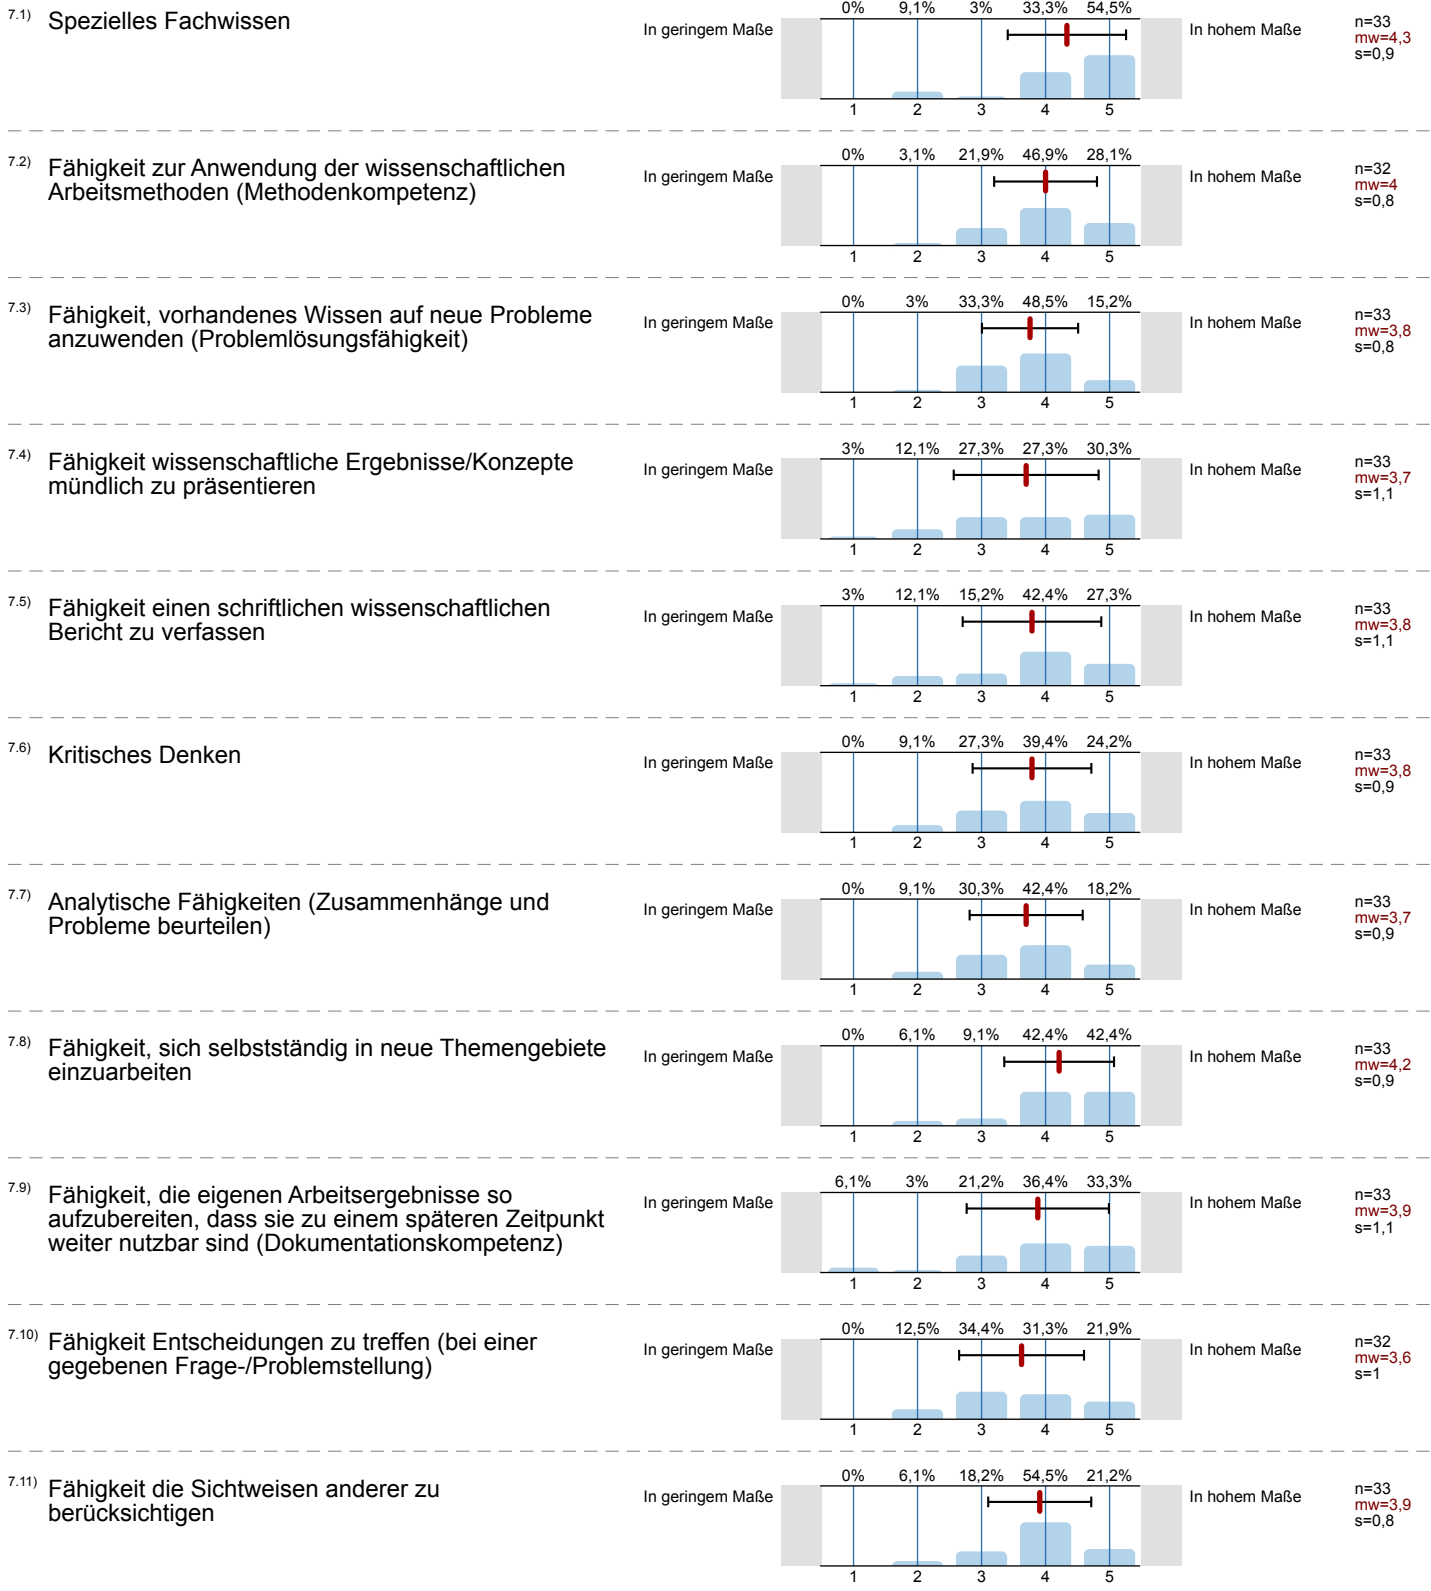 0% 9,1% 3% 33,3% 54,5%
7.1) Spezielles Fachwissen
In geringem Maße
In hohem Maße
n=33
mw=4,3
s=0,9
1 2 3 4 5
0% 3,1% 21,9% 46,9% 28,1%
7.2) Fähigkeit zur Anwendung der wissenschaftlichen
Arbeitsmethoden (Methodenkompetenz)
In geringem Maße
In hohem Maße
n=32
mw=4
s=0,8
1 2 3 4 5
0% 3% 33,3% 48,5% 15,2%
7.3) Fähigkeit, vorhandenes Wissen auf neue Probleme
anzuwenden (Problemlösungsfähigkeit)
In geringem Maße
In hohem Maße
n=33
mw=3,8
s=0,8
1 2 3 4 5
3% 12,1% 27,3% 27,3% 30,3%
7.4) Fähigkeit wissenschaftliche Ergebnisse/Konzepte
mündlich zu präsentieren
In geringem Maße
In hohem Maße
n=33
mw=3,7
s=1,1
1 2 3 4 5
3% 12,1% 15,2% 42,4% 27,3%
7.5) Fähigkeit einen schriftlichen wissenschaftlichen
Bericht zu verfassen
In geringem Maße
In hohem Maße
n=33
mw=3,8
s=1,1
1 2 3 4 5
0% 9,1% 27,3% 39,4% 24,2%
7.6) Kritisches Denken
In geringem Maße
In hohem Maße
n=33
mw=3,8
s=0,9
1 2 3 4 5
0% 9,1% 30,3% 42,4% 18,2%
7.7) Analytische Fähigkeiten (Zusammenhänge und
Probleme beurteilen)
In geringem Maße
In hohem Maße
n=33
mw=3,7
s=0,9
1 2 3 4 5
0% 6,1% 9,1% 42,4% 42,4%
7.8) Fähigkeit, sich selbstständig in neue Themengebiete
einzuarbeiten
In geringem Maße
In hohem Maße
n=33
mw=4,2
s=0,9
1 2 3 4 5
6,1% 3% 21,2% 36,4% 33,3%
7.9) Fähigkeit, die eigenen Arbeitsergebnisse so
aufzubereiten, dass sie zu einem späteren Zeitpunkt
weiter nutzbar sind (Dokumentationskompetenz)
In geringem Maße
In hohem Maße
n=33
mw=3,9
s=1,1
1 2 3 4 5
0% 12,5% 34,4% 31,3% 21,9%
7.10) Fähigkeit Entscheidungen zu treffen (bei einer
gegebenen Frage-/Problemstellung)
In geringem Maße
In hohem Maße
n=32
mw=3,6
s=1
1 2 3 4 5
0% 6,1% 18,2% 54,5% 21,2%
7.11) Fähigkeit die Sichtweisen anderer zu
berücksichtigen
In geringem Maße
In hohem Maße
n=33
mw=3,9
s=0,8
1 2 3 4 5